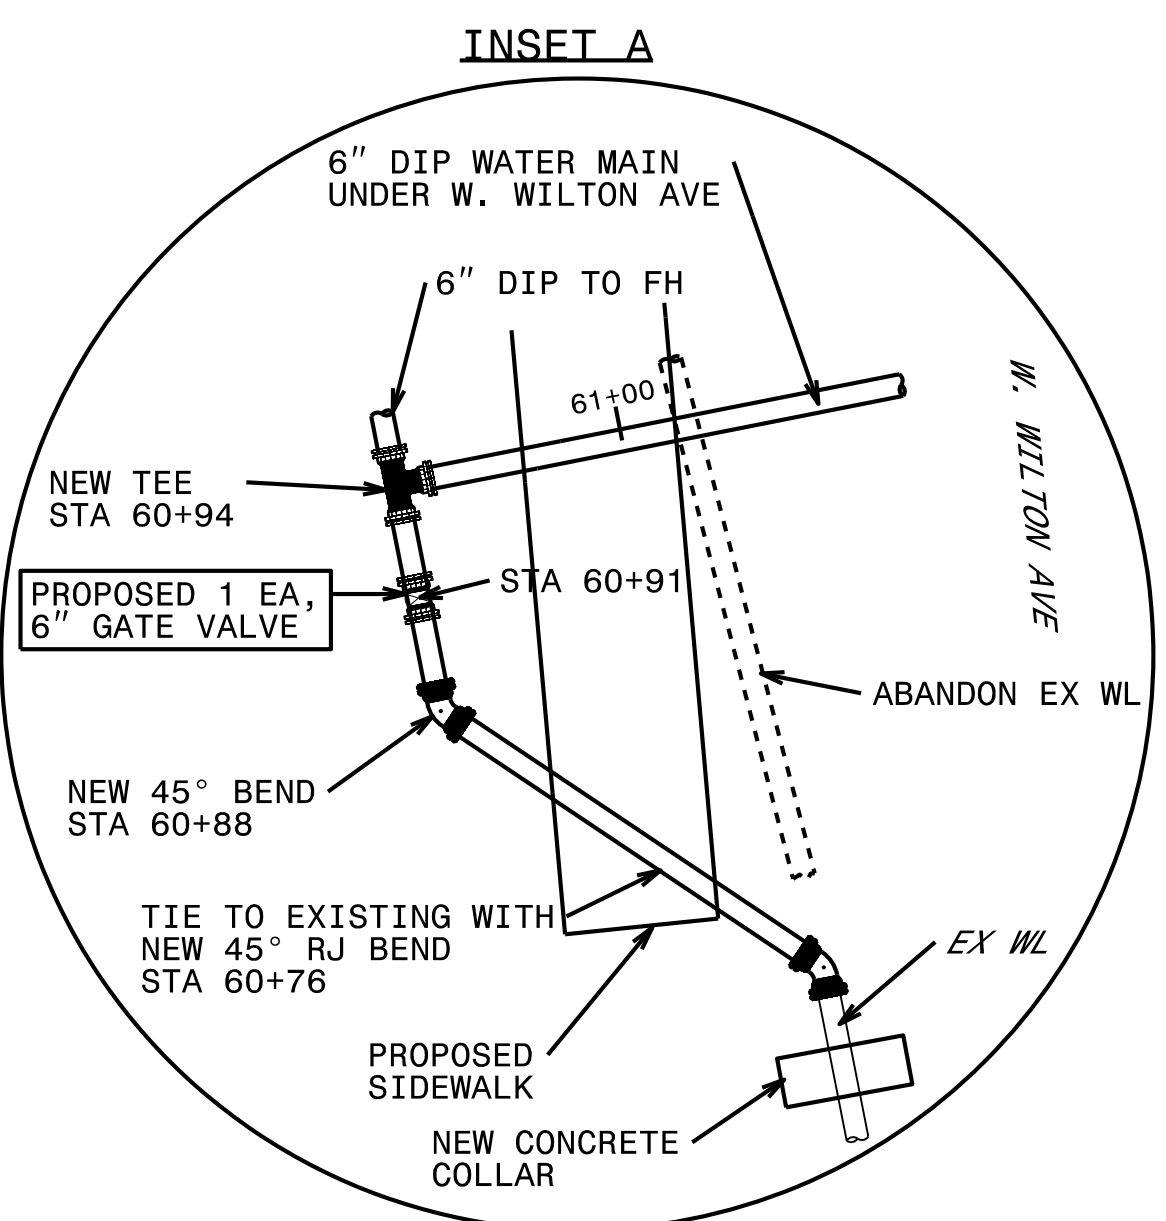 INSET A
6" DIP WATER MAIN
UNDER W. WILTON AVE
6" DIP TO FH
61+00
W. WILTON AVE
NEW TEE
STA 60+94
PROPOSED 1 EA,
6" GATE VALVE
STA 60+91
ABANDON EX WL
NEW 45° BEND
STA 60+88
TIE TO EXISTING WITH
NEW 45° RJ BEND
STA 60+76
EX WL
PROPOSED
SIDEWALK
NEW CONCRETE
COLLAR